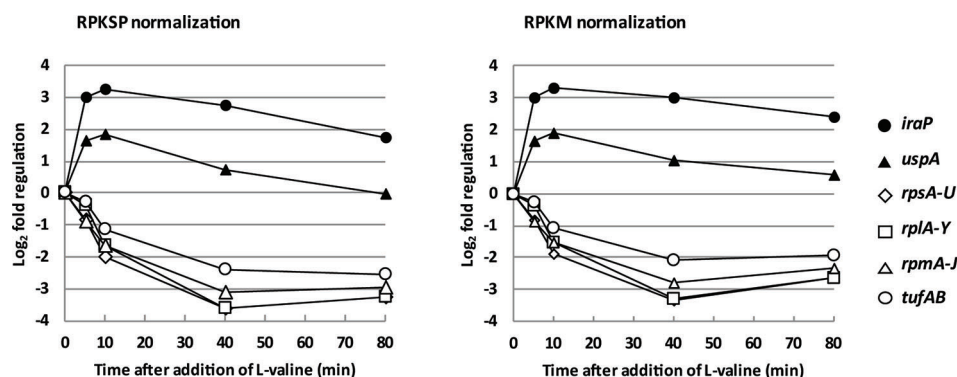 RPKSP normalization
RPKM normalization
Log2 fold regulation
4
3
2
1
0
-1
-2
-3
-4
0 10 20 30 40 50 60 70 80
Time after addition of L-valine (min)
Log2 fold regulation
4
3
2
1
0
-1
-2
-3
-4
0 10 20 30 40 50 60 70 80
Time after addition of L-valine (min)
iraP
uspA
rpsA-U
rplA-Y
rpmA-J
tufAB